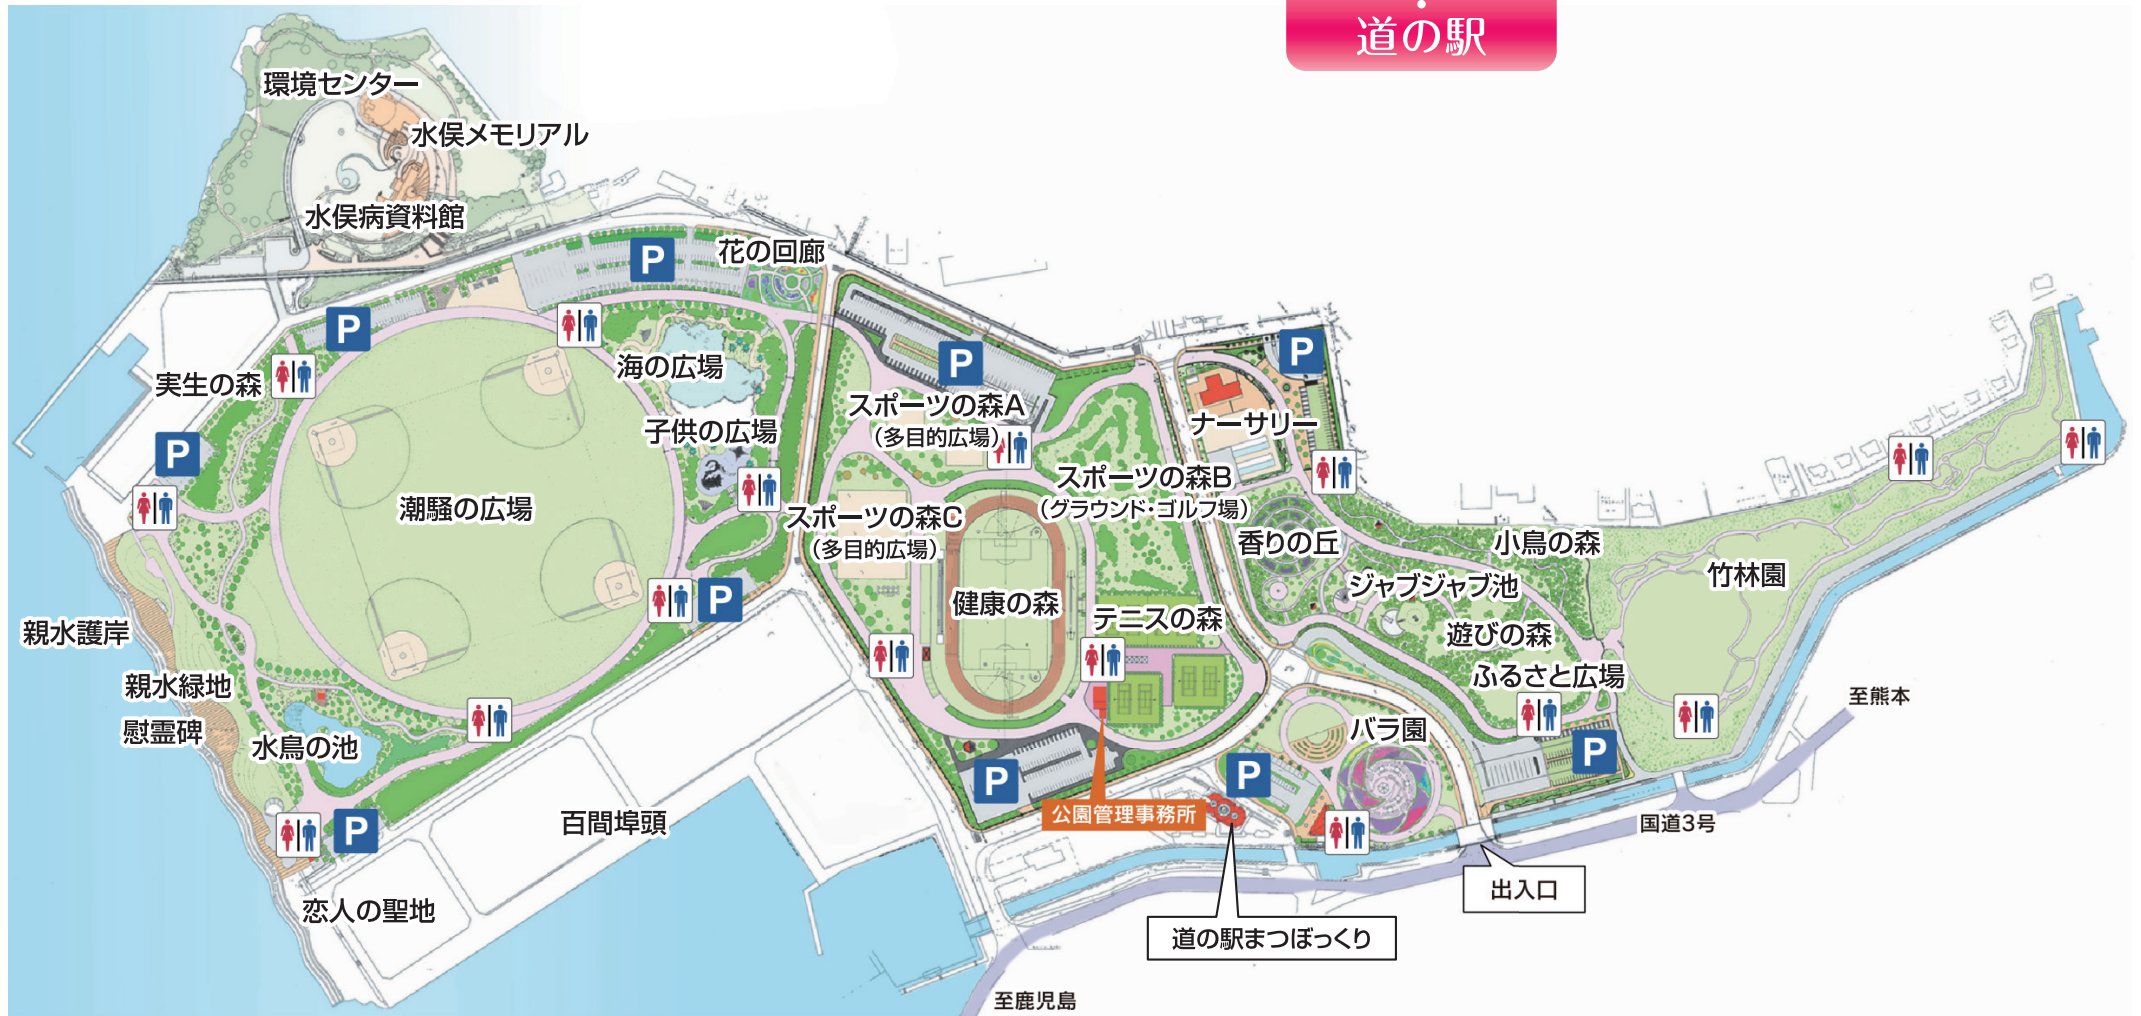 道の駅
環境センター
水俣メモリアル
水俣病資料館
花の回廊
P
P
P
P
実生の森
海の広場
スポーツの森A
(多目的広場)
子供の広場
ナーサリー
P
スポーツの森B
(グラウンド・ゴルフ場)
潮騒の広場
スポーツの森C
(多目的広場)
香りの丘
小鳥の森
竹林園
ジャブジャブ池
P
健康の森
テニスの森
遊びの森
親水護岸
ふるさと広場
親水緑地
至熊本
慰霊碑
水鳥の池
バラ園
P
P
P
公園管理事務所
百間埠頭
国道3号
P
出入口
恋人の聖地
道の駅まつぼっくり
至鹿児島